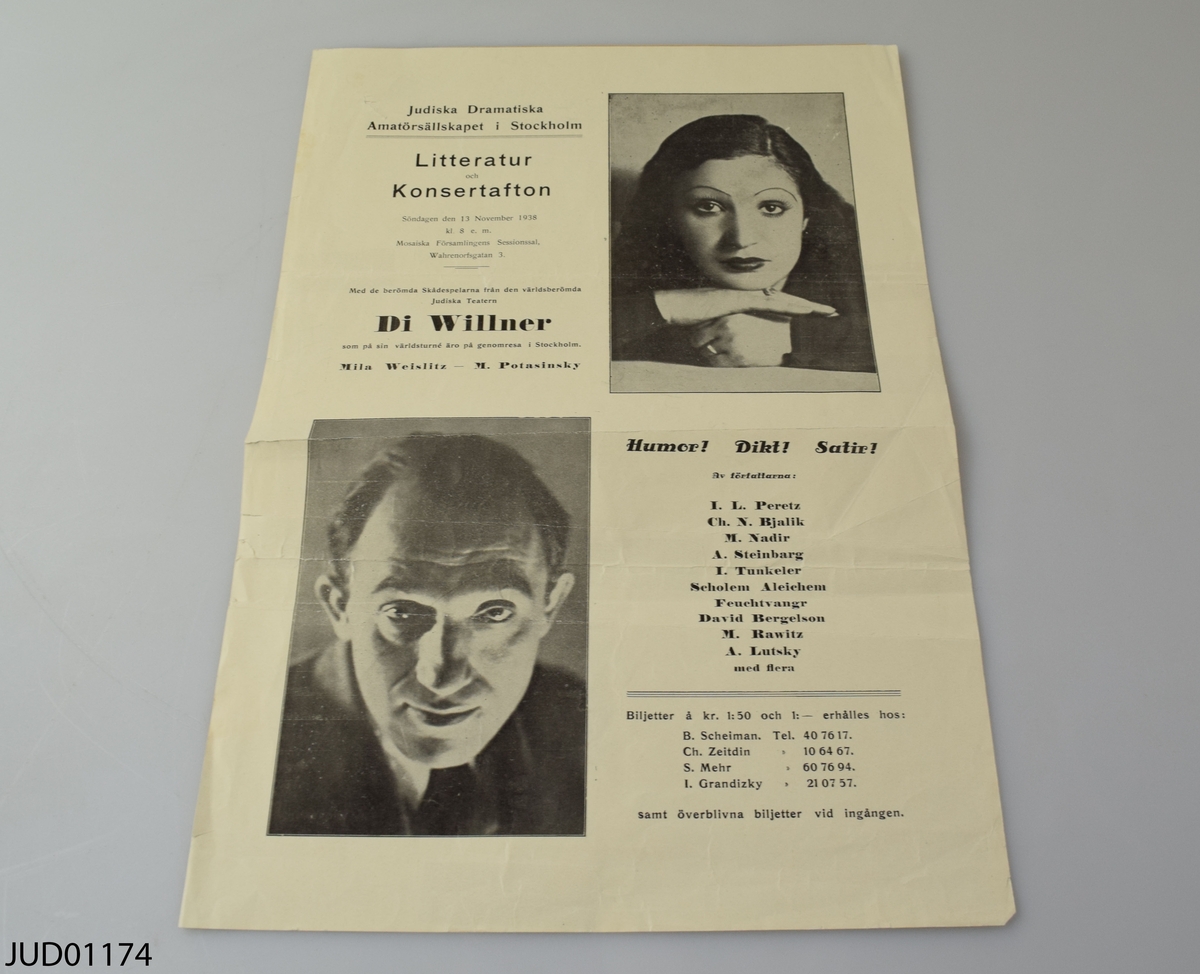 Judiska Dramatiska
Amatörsällskapet i Stockholm
Litteratur
och
Konsertafton
Söndagen den 13 November 1938
kl. 8 e. m.
Mosaiska Församlingens Sessionssal,
Wahrenorfsgatan 3.
Med de berömda Skådespelarna från den världsberömda
Judiska Teatern
Di Willner
som på sin världsturné äro på genomresa i Stockholm.
Mila Weislitz — M. Potasinsky
Humor! Dikt! Satir!
Av författarna:
I. L. Peretz
Ch. N. Bjalik
M. Nadir
A. Steinbarg
I. Tunkeler
Scholem Aleichem
Feuchtvangr
David Bergelson
M. Rawitz
A. Lutsky
med flera
Biljetter å kr. 1:50 och 1:— erhålles hos:
B. Scheiman. Tel. 40 76 17.
Ch. Zeitdin » 10 64 67.
S. Mehr » 60 76 94.
I. Grandizky » 21 07 57.
samt överblivna biljetter vid ingången.
JUD01174